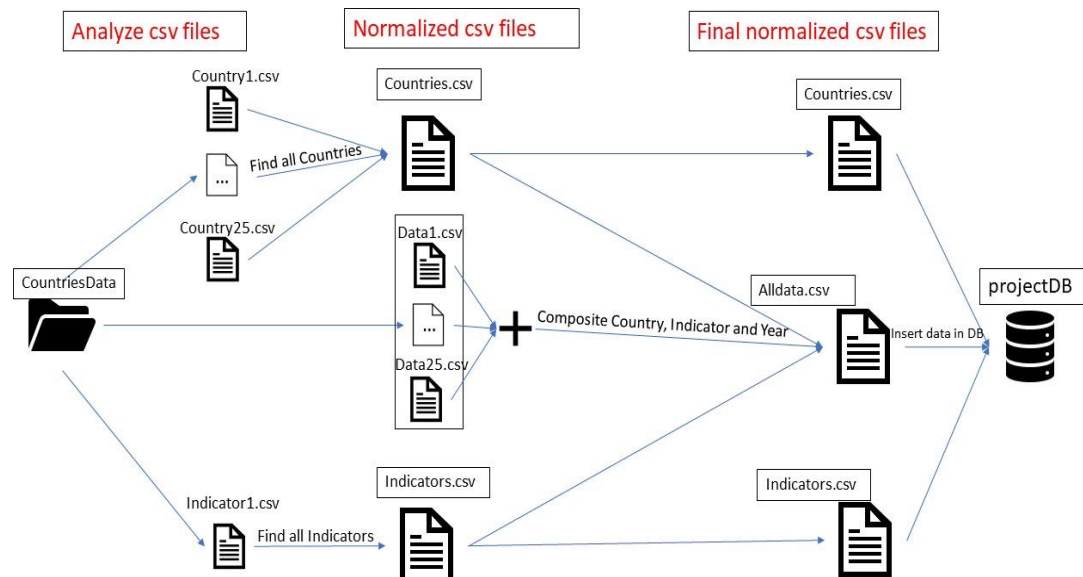 Analyze csv files
Normalized csv files
Final normalized csv files
Country1.csv
Countries.csv
Countries.csv
...
Find all Countries
Country25.csv
Data1.csv
CountriesData
Alldata.csv
projectDB
...
Composite Country, Indicator and Year
Insert data in DB
Data25.csv
Indicator1.csv
Indicators.csv
Indicators.csv
Find all Indicators